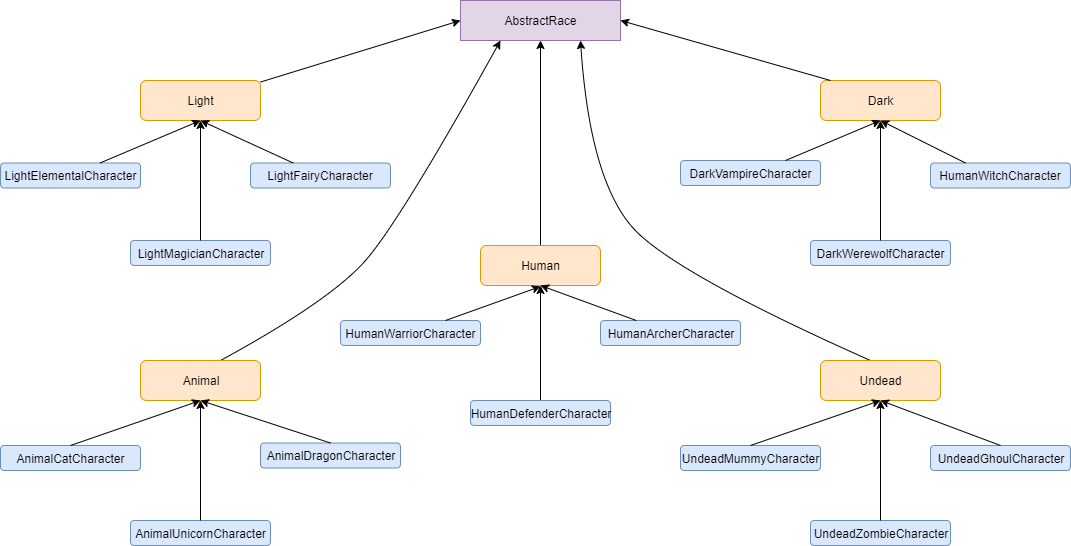 AbstractRace
Light
Dark
LightElementalCharacter
LightFairyCharacter
DarkVampireCharacter
HumanWitchCharacter
LightMagicianCharacter
DarkWerewolfCharacter
Human
HumanWarriorCharacter
HumanArcherCharacter
Animal
Undead
HumanDefenderCharacter
AnimalCatCharacter
AnimalDragonCharacter
UndeadMummyCharacter
UndeadGhoulCharacter
AnimalUnicornCharacter
UndeadZombieCharacter